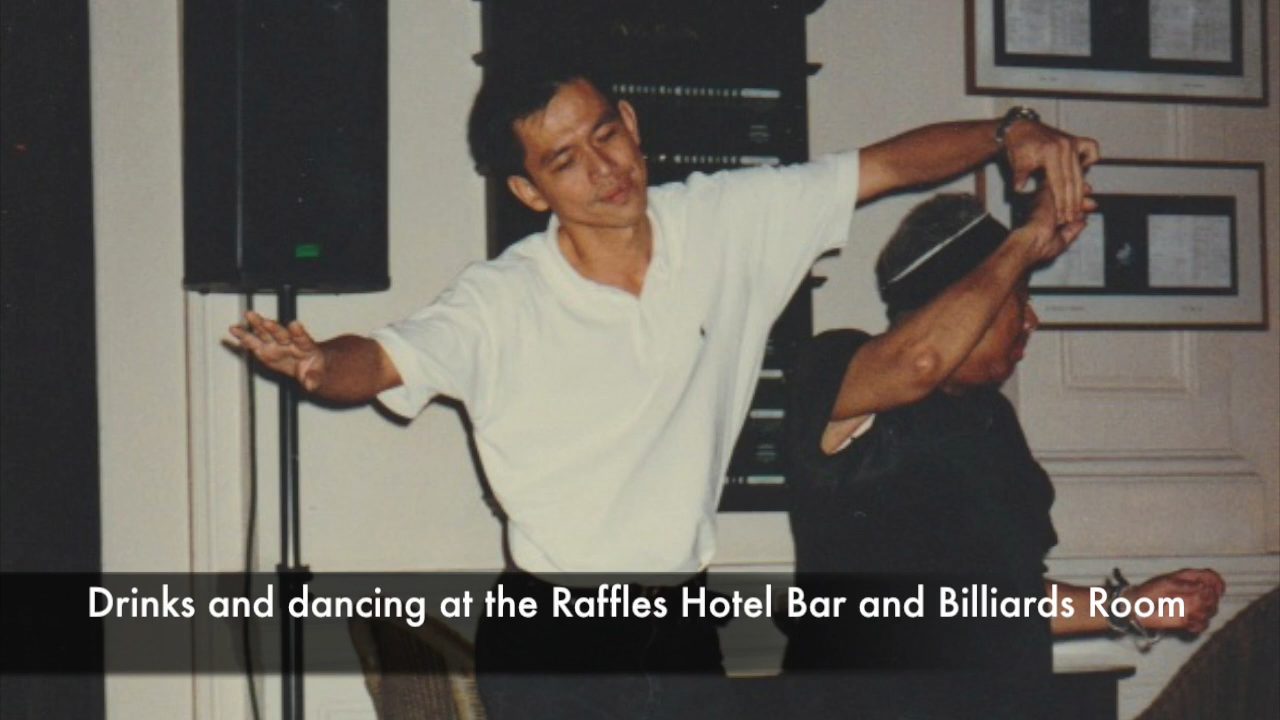 Drinks and dancing at the Raffles Hotel Bar and Billiards Room